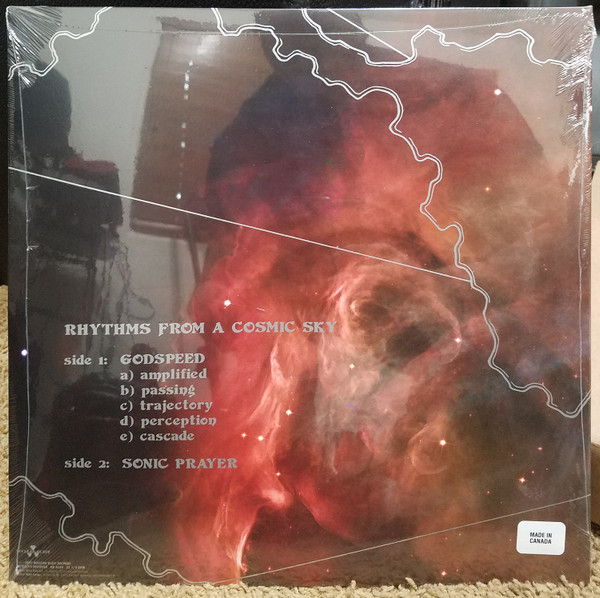 RHYTHMS FROM A COSMIC SKY
side 1: GODSPEED
a) amplified
b) passing
c) trajectory
d) perception
e) cascade
side 2: SONIC PRAYER
MADE IN
CANADA